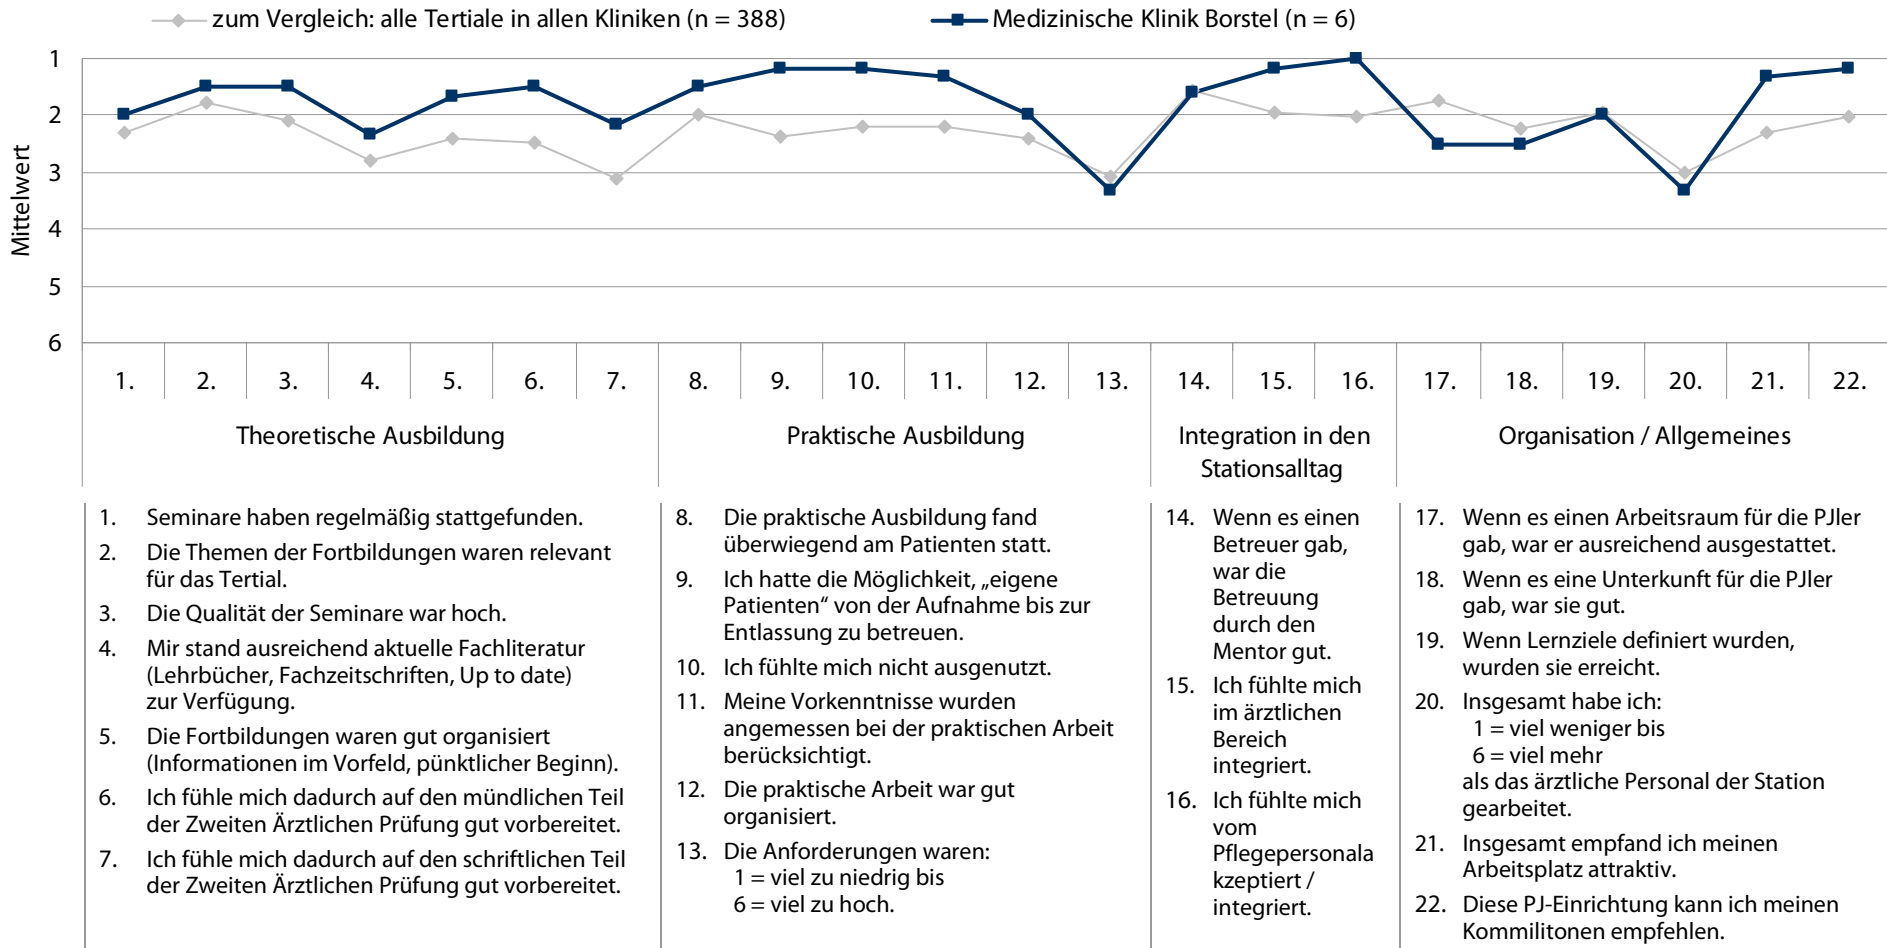 zum Vergleich: alle Tertiale in allen Kliniken (n = 388)
Medizinische Klinik Borstel (n = 6)
Mittelwert
1
2
3
4
5
6
1. 2. 3. 4. 5. 6. 7. 8. 9. 10. 11. 12. 13. 14. 15. 16. 17. 18. 19. 20. 21. 22.
Theoretische Ausbildung
Praktische Ausbildung
Integration in den
Stationsalltag
Organisation / Allgemeines
1. Seminare haben regelmäßig stattgefunden.
2. Die Themen der Fortbildungen waren relevant
für das Tertial.
3. Die Qualität der Seminare war hoch.
4. Mir stand ausreichend aktuelle Fachliteratur
(Lehrbücher, Fachzeitschriften, Up to date)
zur Verfügung.
5. Die Fortbildungen waren gut organisiert
(Informationen im Vorfeld, pünktlicher Beginn).
6. Ich fühle mich dadurch auf den mündlichen Teil
der Zweiten Ärztlichen Prüfung gut vorbereitet.
7. Ich fühle mich dadurch auf den schriftlichen Teil
der Zweiten Ärztlichen Prüfung gut vorbereitet.
8. Die praktische Ausbildung fand
überwiegend am Patienten statt.
9. Ich hatte die Möglichkeit, „eigene
Patienten“ von der Aufnahme bis zur
Entlassung zu betreuen.
10. Ich fühlte mich nicht ausgenutzt.
11. Meine Vorkenntnisse wurden
angemessen bei der praktischen Arbeit
berücksichtigt.
12. Die praktische Arbeit war gut
organisiert.
13. Die Anforderungen waren:
1 = viel zu niedrig bis
6 = viel zu hoch.
14. Wenn es einen
Betreuer gab,
war die
Betreuung
durch den
Mentor gut.
15. Ich fühlte mich
im ärztlichen
Bereich
integriert.
16. Ich fühlte mich
vom
Pflegepersonala
kzeptiert /
integriert.
17. Wenn es einen Arbeitsraum für die PJler
gab, war er ausreichend ausgestattet.
18. Wenn es eine Unterkunft für die PJler
gab, war sie gut.
19. Wenn Lernziele definiert wurden,
wurden sie erreicht.
20. Insgesamt habe ich:
1 = viel weniger bis
6 = viel mehr
als das ärztliche Personal der Station
gearbeitet.
21. Insgesamt empfand ich meinen
Arbeitsplatz attraktiv.
22. Diese PJ-Einrichtung kann ich meinen
Kommilitonen empfehlen.